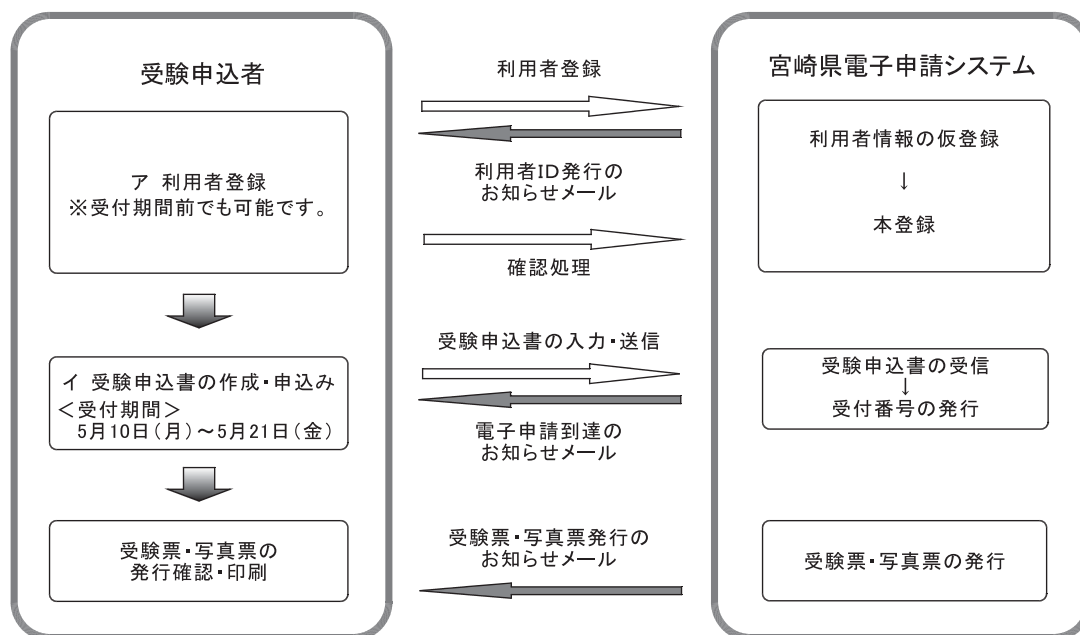 受験申込者
ア 利用者登録
※受付期間前でも可能です。
イ 受験申込書の作成・申込み
＜受付期間＞
5月10日（月）～5月21日（金）
受験票・写真票の
発行確認・印刷
利用者登録
利用者ID発行の
お知らせメール
確認処理
受験申込書の入力・送信
電子申請到達の
お知らせメール
受験票・写真票発行の
お知らせメール
宮崎県電子申請システム
利用者情報の仮登録
↓
本登録
受験申込書の受信
↓
受付番号の発行
受験票・写真票の発行